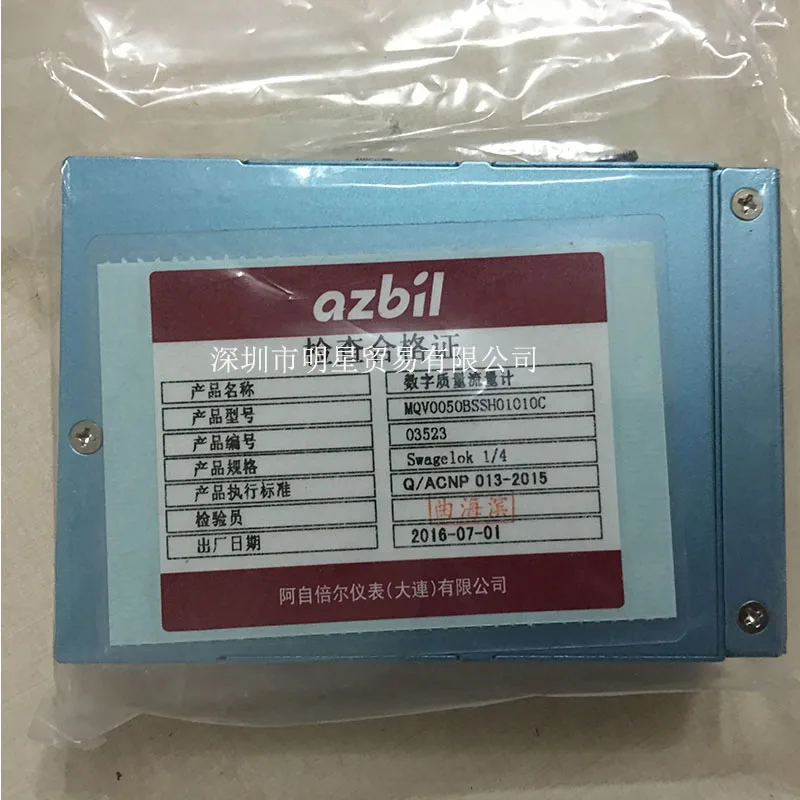 azbil
检查合格证
深圳市明星贸易有限公司
产品名称 数字质量流量计
产品型号 MQV0050BSSH01010C
产品编号 03523
产品规格 Swagelok 1/4
产品执行标准 Q/ACNP 013-2015
检验员 曲海滨
出厂日期 2016-07-01
阿自倍尔仪表(大連)有限公司